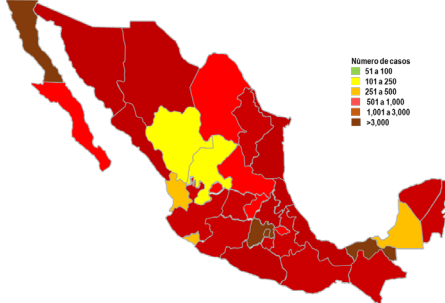 Número de casos
51 a 100
101 a 250
251 a 500
501 a 1,000
1,001 a 3,000
>3,000